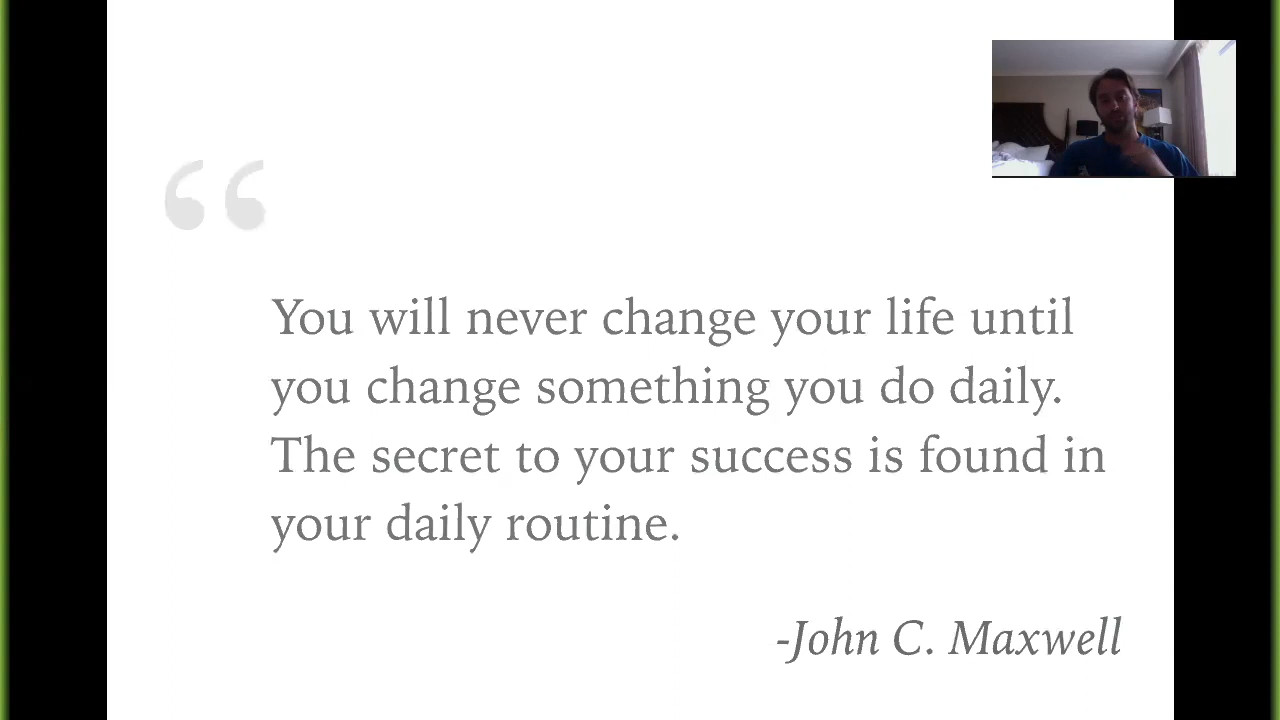 “
You will never change your life until
you change something you do daily.
The secret to your success is found in
your daily routine.
-John C. Maxwell